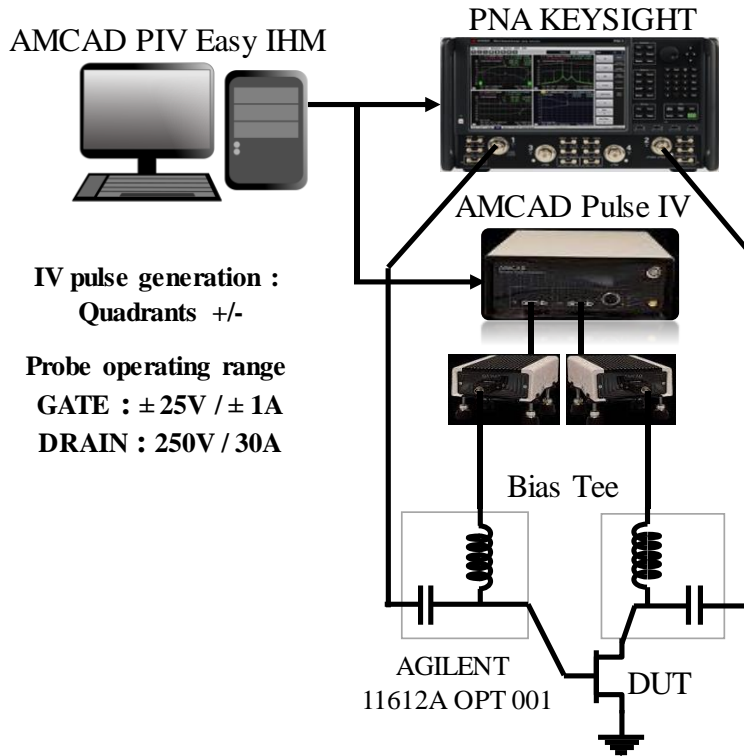 AMCAD PIV Easy IHM
PNA KEYSIGHT
AMCAD Pulse IV
IV pulse generation :
Quadrants +/-
Probe operating range
GATE : ± 25V / ± 1A
DRAIN : 250V / 30A
Bias Tee
AGILENT
11612A OPT 001
DUT